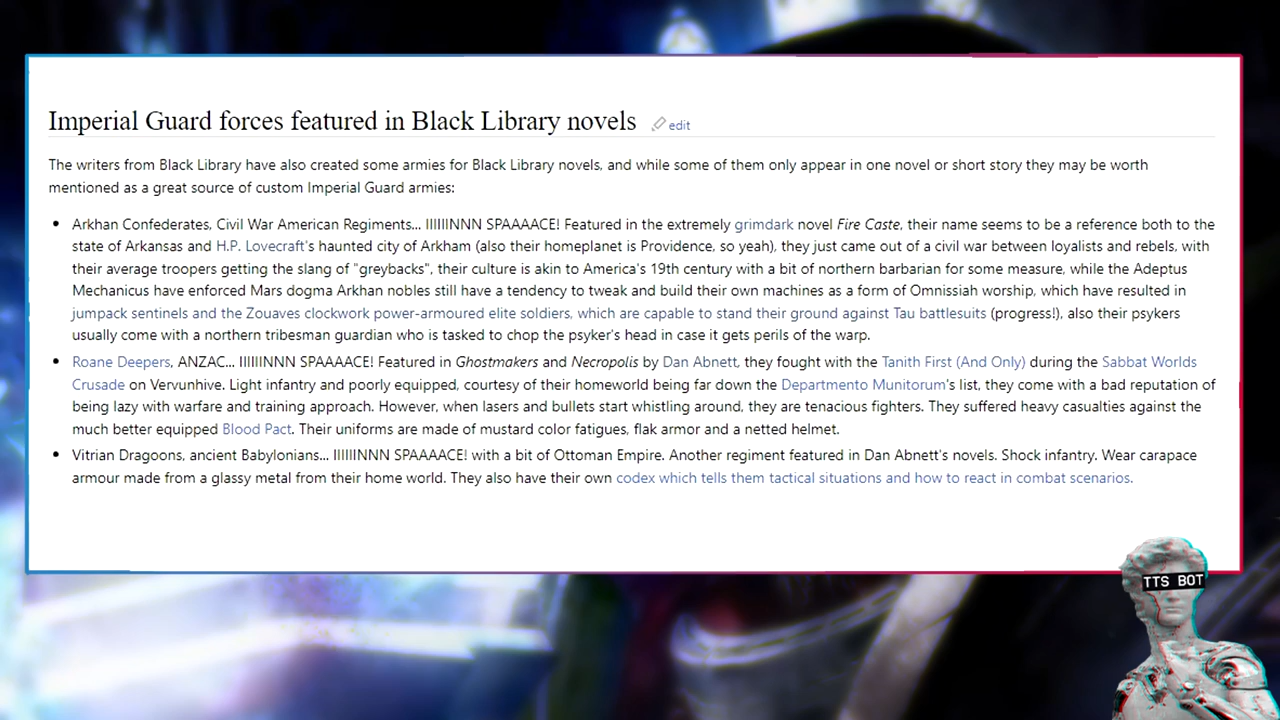 Imperial Guard forces featured in Black Library novels edit
The writers from Black Library have also created some armies for Black Library novels, and while some of them only appear in one novel or short story they may be worth
mentioned as a great source of custom Imperial Guard armies:
• Arkhan Confederates, Civil War American Regiments... IIIIIINNN SPAAAACE! Featured in the extremely grimdark novel Fire Caste, their name seems to be a reference both to the
state of Arkansas and H.P. Lovecraft's haunted city of Arkham (also their homeplanet is Providence, so yeah), they just came out of a civil war between loyalists and rebels, with
their average troopers getting the slang of "greybacks", their culture is akin to America's 19th century with a bit of northern barbarian for some measure, while the Adeptus
Mechanicus have enforced Mars dogma Arkhan nobles still have a tendency to tweak and build their own machines as a form of Omnissiah worship, which have resulted in
jumpack sentinels and the Zouaves clockwork power-armoured elite soldiers, which are capable to stand their ground against Tau battlesuits (progress!), also their psykers
usually come with a northern tribesman guardian who is tasked to chop the psyker's head in case it gets perils of the warp.
• Roane Deepers, ANZAC... IIIIIINNN SPAAAACE! Featured in Ghostmakers and Necropolis by Dan Abnett, they fought with the Tanith First (And Only) during the Sabbat Worlds
Crusade on Vervunhive. Light infantry and poorly equipped, courtesy of their homeworld being far down the Departmento Munitorum's list, they come with a bad reputation of
being lazy with warfare and training approach. However, when lasers and bullets start whistling around, they are tenacious fighters. They suffered heavy casualties against the
much better equipped Blood Pact. Their uniforms are made of mustard color fatigues, flak armor and a netted helmet.
• Vitrian Dragoons, ancient Babylonians... IIIIIINNN SPAAAACE! with a bit of Ottoman Empire. Another regiment featured in Dan Abnett's novels. Shock infantry. Wear carapace
armour made from a glassy metal from their home world. They also have their own codex which tells them tactical situations and how to react in combat scenarios.
TTS BOT